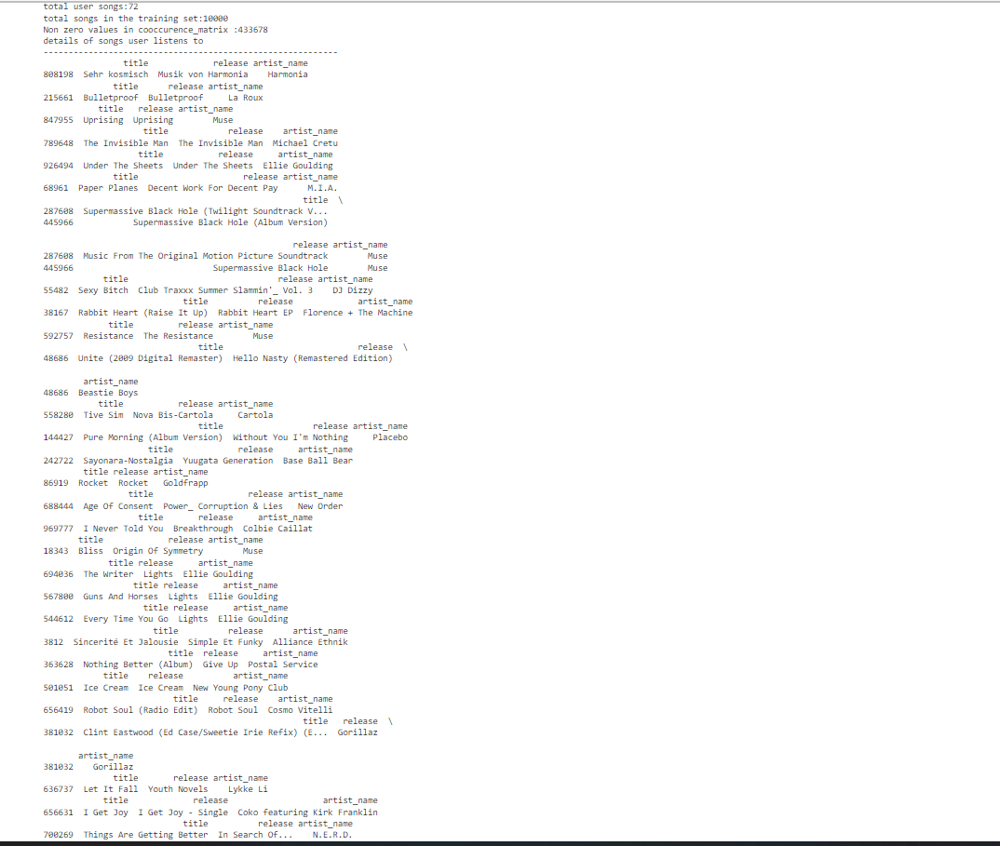 total user songs:72
total songs in the training set:10000
Non zero values in cooccurence_matrix :433678
details of songs user listens to
-----------------------------------------------------------
title release artist_name
808198 Sehr kosmisch Musik von Harmonia Harmonia
title release artist_name
215661 Bulletproof Bulletproof La Roux
title release artist_name
847955 Uprising Uprising Muse
title release artist_name
789648 The Invisible Man The Invisible Man Michael Cretu
title release artist_name
926494 Under The Sheets Under The Sheets Ellie Goulding
title release artist_name
68961 Paper Planes Decent Work For Decent Pay M.I.A.
title \
287608 Supermassive Black Hole (Twilight Soundtrack V...
445966 Supermassive Black Hole (Album Version)
release artist_name
287608 Music From The Original Motion Picture Soundtrack Muse
445966 Supermassive Black Hole Muse
title release artist_name
55482 Sexy Bitch Club Traxxx Summer Slammin'_ Vol. 3 DJ Dizzy
title release artist_name
38167 Rabbit Heart (Raise It Up) Rabbit Heart EP Florence + The Machine
title release artist_name
592757 Resistance The Resistance Muse
title release \
48686 Unite (2009 Digital Remaster) Hello Nasty (Remastered Edition)
artist_name
48686 Beastie Boys
title release artist_name
558280 Tive Sim Nova Bis-Cartola Cartola
title release artist_name
144427 Pure Morning (Album Version) Without You I'm Nothing Placebo
title release artist_name
242722 Sayonara-Nostalgia Yuugata Generation Base Ball Bear
title release artist_name
86919 Rocket Rocket Goldfrapp
title release artist_name
688444 Age Of Consent Power_ Corruption & Lies New Order
title release artist_name
969777 I Never Told You Breakthrough Colbie Caillat
title release artist_name
18343 Bliss Origin Of Symmetry Muse
title release artist_name
694036 The Writer Lights Ellie Goulding
title release artist_name
567800 Guns And Horses Lights Ellie Goulding
title release artist_name
544612 Every Time You Go Lights Ellie Goulding
title release artist_name
3812 Sincerité Et Jalousie Simple Et Funky Alliance Ethnik
title release artist_name
363628 Nothing Better (Album) Give Up Postal Service
title release artist_name
501051 Ice Cream Ice Cream New Young Pony Club
title release artist_name
656419 Robot Soul (Radio Edit) Robot Soul Cosmo Vitelli
title release \
381032 Clint Eastwood (Ed Case/Sweetie Irie Refix) (E... Gorillaz
artist_name
381032 Gorillaz
title release artist_name
636737 Let It Fall Youth Novels Lykke Li
title release artist_name
656631 I Get Joy I Get Joy - Single Coko featuring Kirk Franklin
title release artist_name
700269 Things Are Getting Better In Search Of... N.E.R.D.